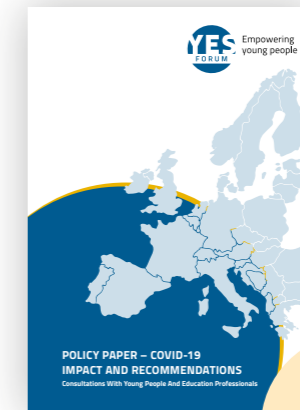 YES
FORUM
Empowering
young people
POLICY PAPER – COVID-19
IMPACT AND RECOMMENDATIONS
Consultations With Young People And Education Professionals